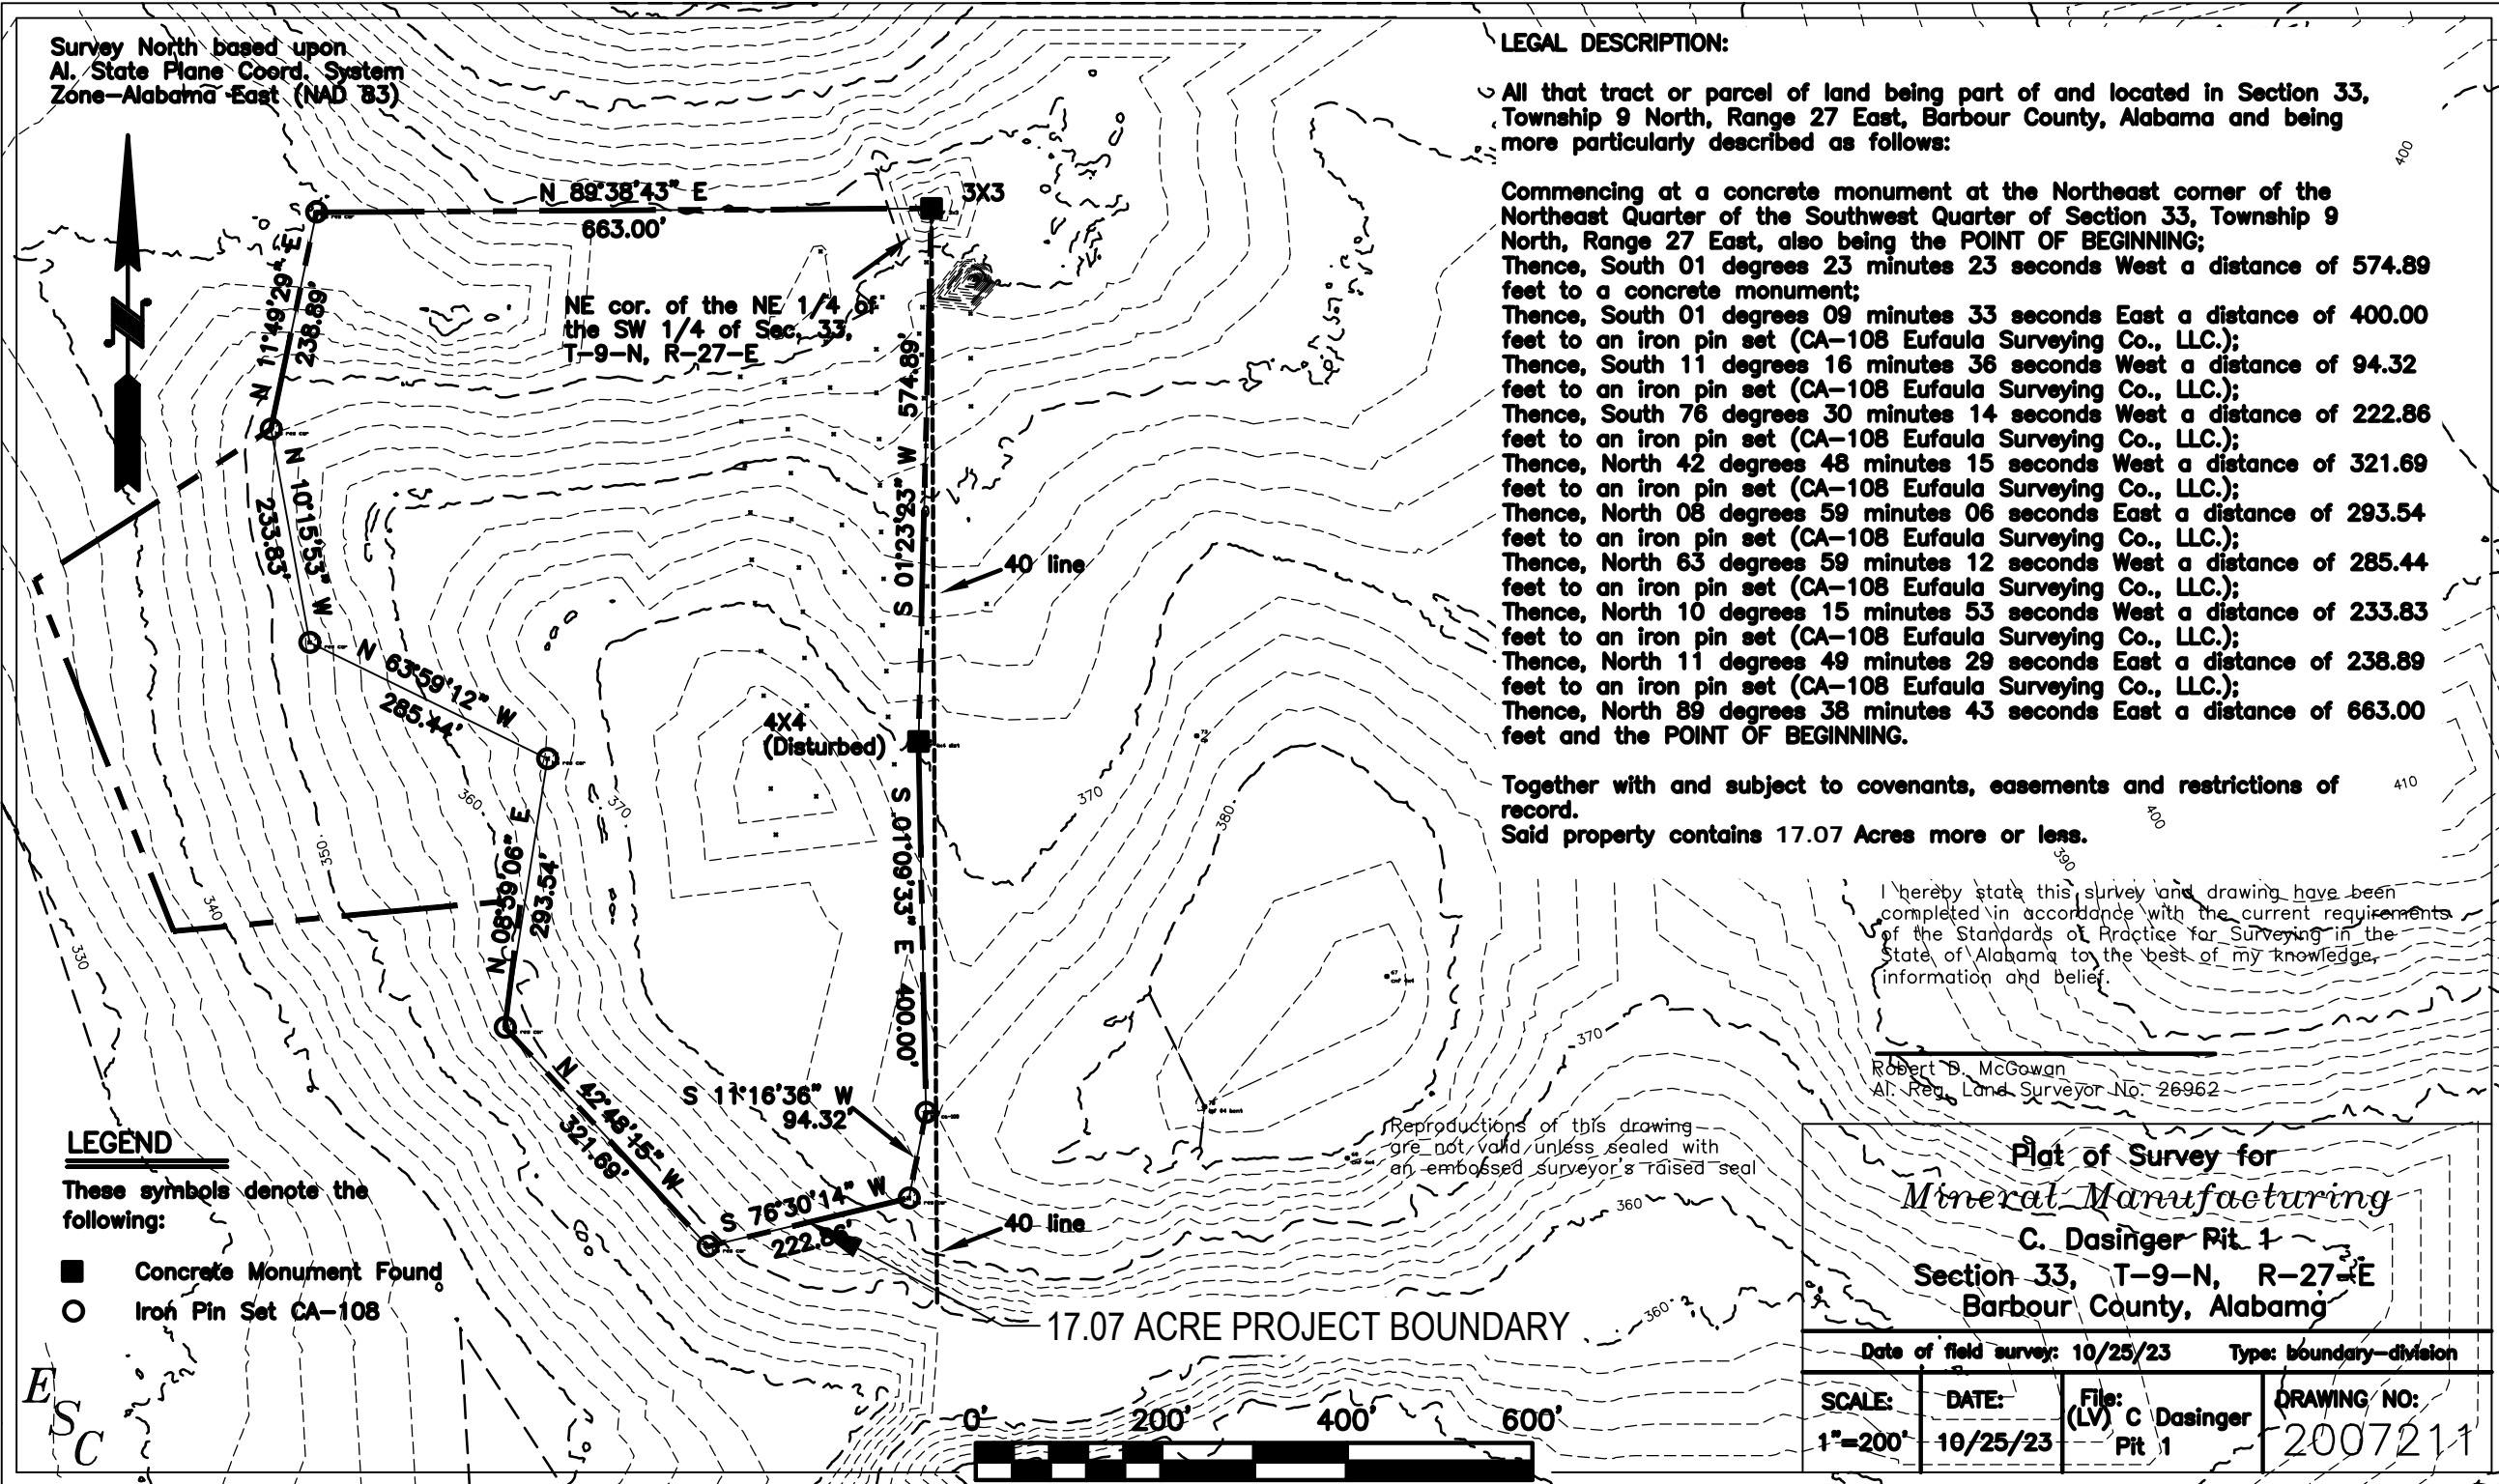 Survey North based upon
Al. State Plane Coord. System
Zone-Alabama East (NAD 83)
N 89°38'43" E
663.00'
3X3
N 11°49'29" E
238.89'
NE cor. of the NE 1/4 of
the SW 1/4 of Sec. 33,
T-9-N, R-27-E
S 01°23'23" W 574.89'
N 10°15'53" W
233.83'
40 line
N 63°59'12" W
285.44'
4X4
(Disturbed)
N 08°59'06" E
293.54'
S 01°09'33" E 400.00'
N 42°48'15" W
321.69'
S 11°16'36" W
94.32'
S 76°30'14" W
222.86'
40 line
17.07 ACRE PROJECT BOUNDARY
330
340
350
360
370
370
380
370
360
360
400
410
400
390
LEGEND
These symbols denote the
following:
Concrete Monument Found
Iron Pin Set CA-108
E
S
C
0' 200' 400' 600'
LEGAL DESCRIPTION:
All that tract or parcel of land being part of and located in Section 33,
Township 9 North, Range 27 East, Barbour County, Alabama and being
more particularly described as follows:
Commencing at a concrete monument at the Northeast corner of the
Northeast Quarter of the Southwest Quarter of Section 33, Township 9
North, Range 27 East, also being the POINT OF BEGINNING;
Thence, South 01 degrees 23 minutes 23 seconds West a distance of 574.89
feet to a concrete monument;
Thence, South 01 degrees 09 minutes 33 seconds East a distance of 400.00
feet to an iron pin set (CA-108 Eufaula Surveying Co., LLC.);
Thence, South 11 degrees 16 minutes 36 seconds West a distance of 94.32
feet to an iron pin set (CA-108 Eufaula Surveying Co., LLC.);
Thence, South 76 degrees 30 minutes 14 seconds West a distance of 222.86
feet to an iron pin set (CA-108 Eufaula Surveying Co., LLC.);
Thence, North 42 degrees 48 minutes 15 seconds West a distance of 321.69
feet to an iron pin set (CA-108 Eufaula Surveying Co., LLC.);
Thence, North 08 degrees 59 minutes 06 seconds East a distance of 293.54
feet to an iron pin set (CA-108 Eufaula Surveying Co., LLC.);
Thence, North 63 degrees 59 minutes 12 seconds West a distance of 285.44
feet to an iron pin set (CA-108 Eufaula Surveying Co., LLC.);
Thence, North 10 degrees 15 minutes 53 seconds West a distance of 233.83
feet to an iron pin set (CA-108 Eufaula Surveying Co., LLC.);
Thence, North 11 degrees 49 minutes 29 seconds East a distance of 238.89
feet to an iron pin set (CA-108 Eufaula Surveying Co., LLC.);
Thence, North 89 degrees 38 minutes 43 seconds East a distance of 663.00
feet and the POINT OF BEGINNING.
Together with and subject to covenants, easements and restrictions of
record.
Said property contains 17.07 Acres more or less.
I hereby state this survey and drawing have been
completed in accordance with the current requirements
of the Standards of Practice for Surveying in the
State of Alabama to the best of my knowledge,
information and belief.
Robert D. McGowan
Al. Reg. Land Surveyor No. 26962
Reproductions of this drawing
are not valid unless sealed with
an embossed surveyor's raised seal
Plat of Survey for
Mineral Manufacturing
C. Dasinger Pit 1
Section 33, T-9-N, R-27-E
Barbour County, Alabama
Date of field survey: 10/25/23 Type: boundary-division
SCALE:
1"=200'
DATE:
10/25/23
File:
(LV) C Dasinger
Pit 1
DRAWING NO:
2007211